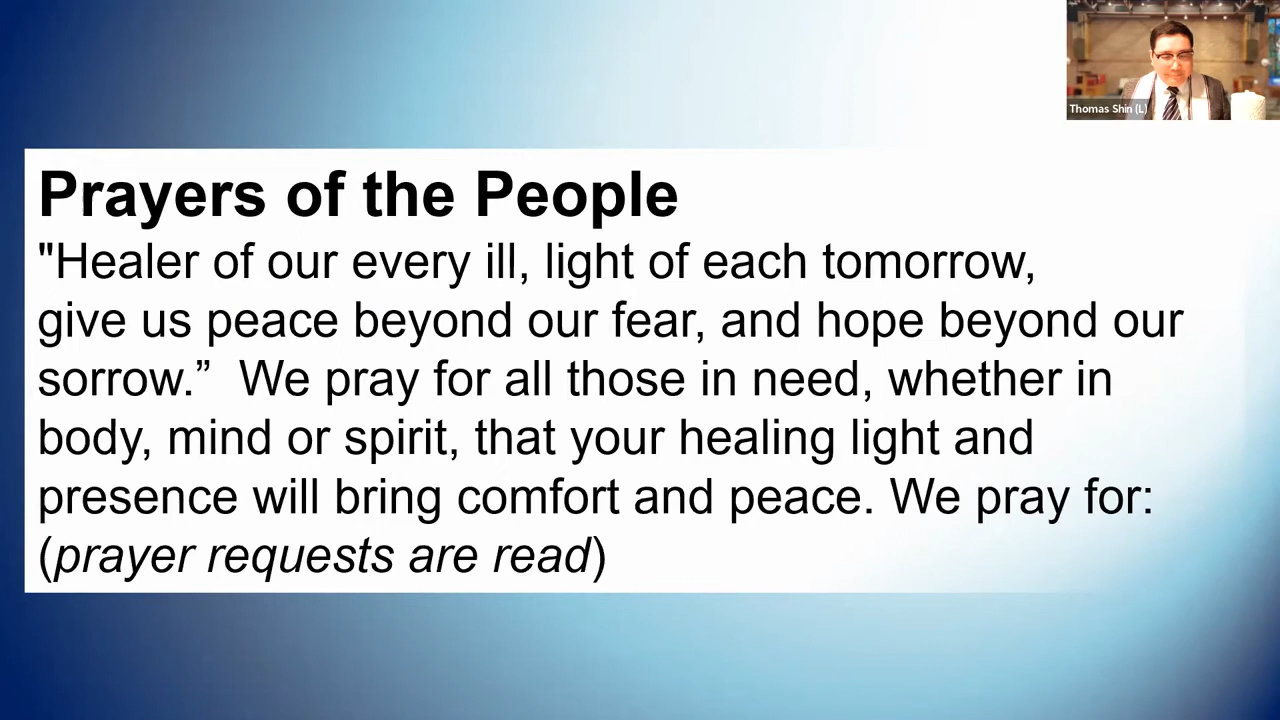 Thomas Shin (L)
Prayers of the People
"Healer of our every ill, light of each tomorrow,
give us peace beyond our fear, and hope beyond our
sorrow.”  We pray for all those in need, whether in
body, mind or spirit, that your healing light and
presence will bring comfort and peace. We pray for:
(prayer requests are read)